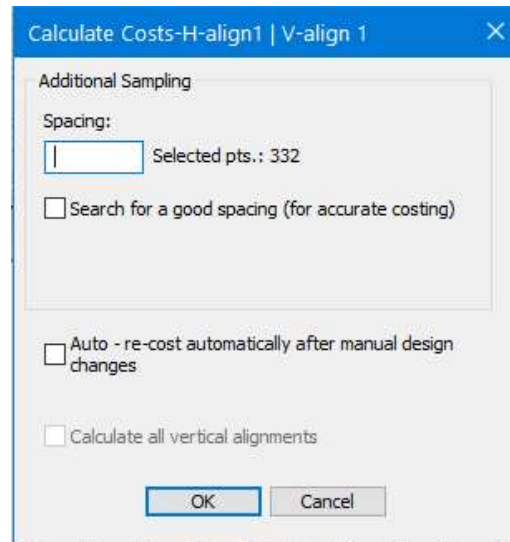 Calculate Costs-H-align1 | V-align 1
Additional Sampling
Spacing:
Selected pts.: 332
Search for a good spacing (for accurate costing)
Auto - re-cost automatically after manual design
changes
Calculate all vertical alignments
OK Cancel